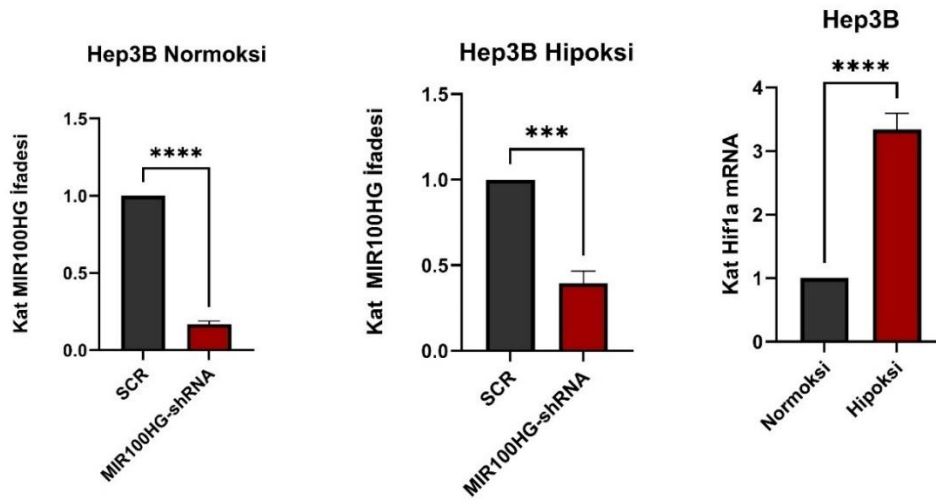 Hep3B Normoksi
Kat MIR100HG İfadesi
1.5
1.0
0.5
0.0
****
SCR
MIR100HG-shRNA
Hep3B Hipoksi
Kat MIR100HG İfadesi
1.5
1.0
0.5
0.0
***
SCR
MIR100HG-shRNA
Hep3B
Kat Hif1a mRNA
4
3
2
1
0
****
Normoksi
Hipoksi